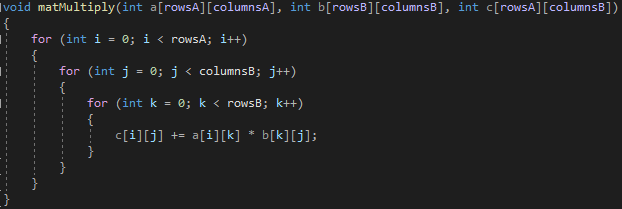 void matMultiply(int a[rowsA][columnsA], int b[rowsB][columnsB], int c[rowsA][columnsB])
{
    for (int i = 0; i < rowsA; i++)
    {
        for (int j = 0; j < columnsB; j++)
        {
            for (int k = 0; k < rowsB; k++)
            {
                c[i][j] += a[i][k] * b[k][j];
            }
        }
    }
}